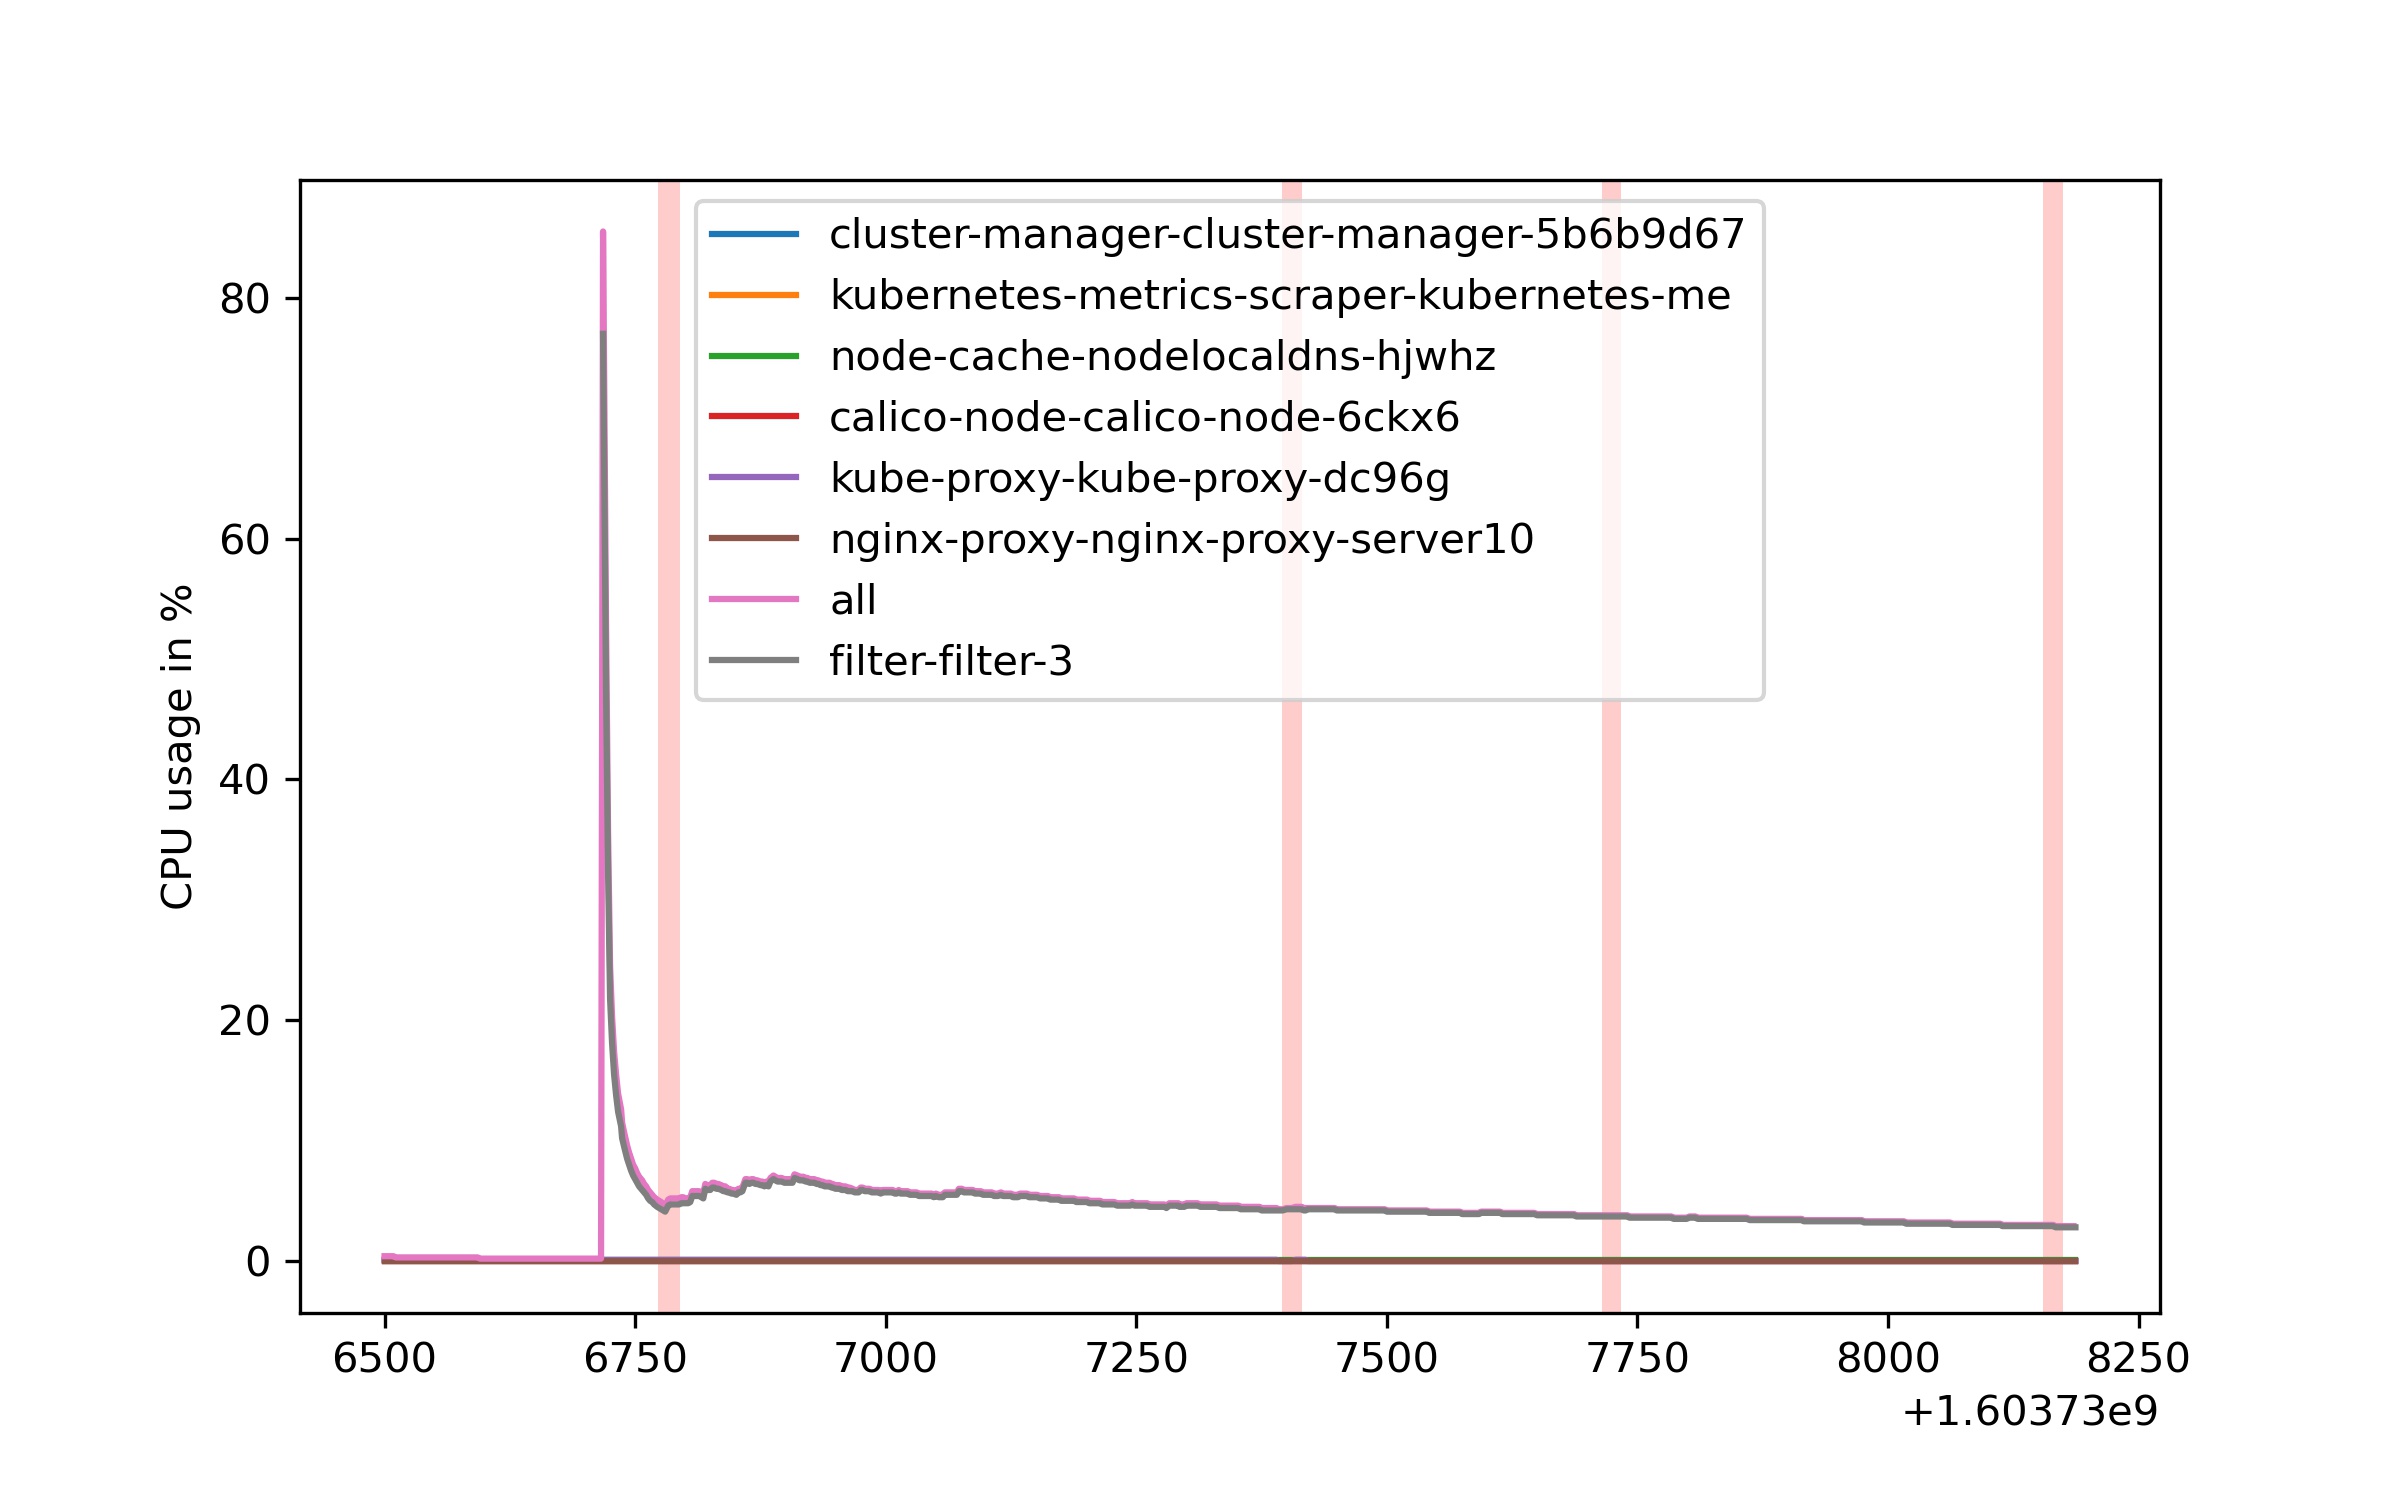 cluster-manager-cluster-manager-5b6b9d67
kubernetes-metrics-scraper-kubernetes-me
node-cache-nodelocaldns-hjwhz
calico-node-calico-node-6ckx6
kube-proxy-kube-proxy-dc96g
nginx-proxy-nginx-proxy-server10
all
filter-filter-3
CPU usage in %
80
60
40
20
0
6500 6750 7000 7250 7500 7750 8000 8250
+1.60373e9